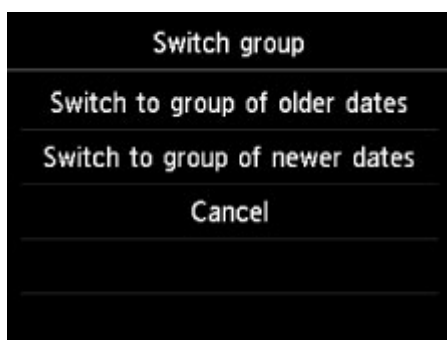 Switch group
Switch to group of older dates
Switch to group of newer dates
Cancel